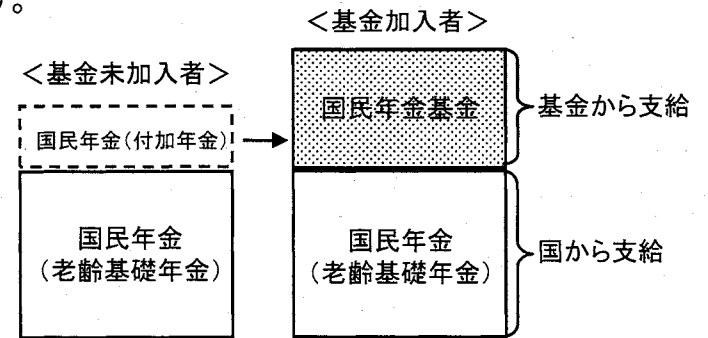 す。
＜基金加入者＞
＜基金未加入者＞
国民年金基金
基金から支給
国民年金(付加年金)
国民年金
(老齢基礎年金)
国民年金
(老齢基礎年金)
国から支給